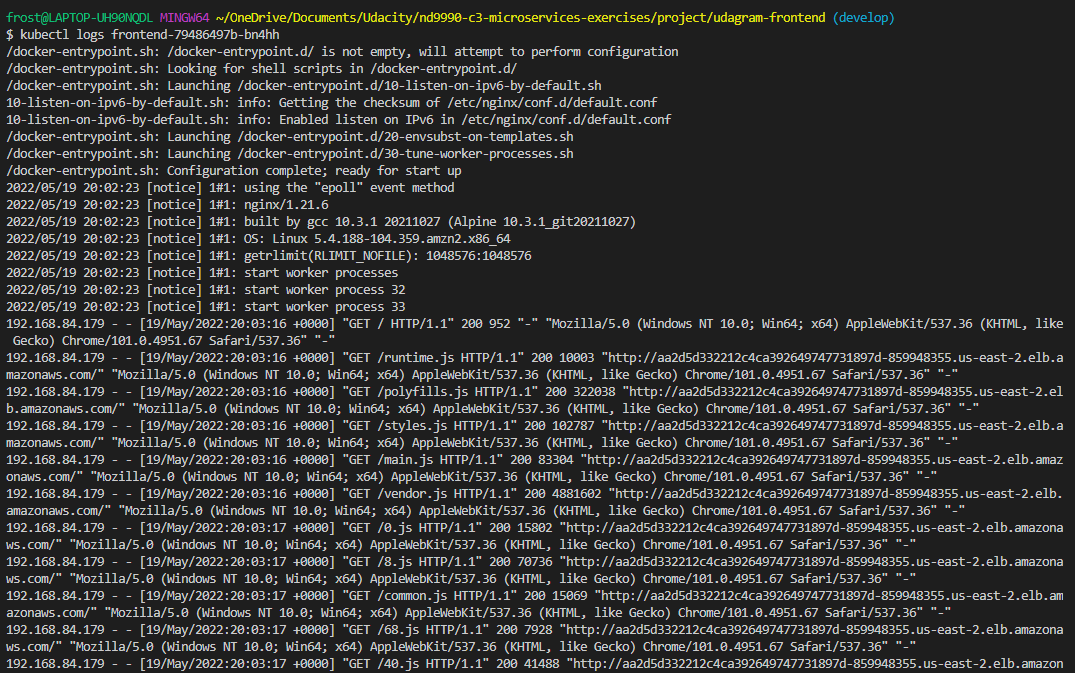 frost@LAPTOP-UH90NQDL MINGW64 ~/OneDrive/Documents/Udacity/nd9990-c3-microservices-exercises/project/udagram-frontend (develop)
$ kubectl logs frontend-79486497b-bn4hh
/docker-entrypoint.sh: /docker-entrypoint.d/ is not empty, will attempt to perform configuration
/docker-entrypoint.sh: Looking for shell scripts in /docker-entrypoint.d/
/docker-entrypoint.sh: Launching /docker-entrypoint.d/10-listen-on-ipv6-by-default.sh
10-listen-on-ipv6-by-default.sh: info: Getting the checksum of /etc/nginx/conf.d/default.conf
10-listen-on-ipv6-by-default.sh: info: Enabled listen on IPv6 in /etc/nginx/conf.d/default.conf
/docker-entrypoint.sh: Launching /docker-entrypoint.d/20-envsubst-on-templates.sh
/docker-entrypoint.sh: Launching /docker-entrypoint.d/30-tune-worker-processes.sh
/docker-entrypoint.sh: Configuration complete; ready for start up
2022/05/19 20:02:23 [notice] 1#1: using the "epoll" event method
2022/05/19 20:02:23 [notice] 1#1: nginx/1.21.6
2022/05/19 20:02:23 [notice] 1#1: built by gcc 10.3.1 20211027 (Alpine 10.3.1_git20211027)
2022/05/19 20:02:23 [notice] 1#1: OS: Linux 5.4.188-104.359.amzn2.x86_64
2022/05/19 20:02:23 [notice] 1#1: getrlimit(RLIMIT_NOFILE): 1048576:1048576
2022/05/19 20:02:23 [notice] 1#1: start worker processes
2022/05/19 20:02:23 [notice] 1#1: start worker process 32
2022/05/19 20:02:23 [notice] 1#1: start worker process 33
192.168.84.179 - - [19/May/2022:20:03:16 +0000] "GET / HTTP/1.1" 200 952 "-" "Mozilla/5.0 (Windows NT 10.0; Win64; x64) AppleWebKit/537.36 (KHTML, like
 Gecko) Chrome/101.0.4951.67 Safari/537.36" "-"
192.168.84.179 - - [19/May/2022:20:03:16 +0000] "GET /runtime.js HTTP/1.1" 200 10003 "http://aa2d5d332212c4ca392649747731897d-859948355.us-east-2.elb.a
mazonaws.com/" "Mozilla/5.0 (Windows NT 10.0; Win64; x64) AppleWebKit/537.36 (KHTML, like Gecko) Chrome/101.0.4951.67 Safari/537.36" "-"
192.168.84.179 - - [19/May/2022:20:03:16 +0000] "GET /polyfills.js HTTP/1.1" 200 322038 "http://aa2d5d332212c4ca392649747731897d-859948355.us-east-2.el
b.amazonaws.com/" "Mozilla/5.0 (Windows NT 10.0; Win64; x64) AppleWebKit/537.36 (KHTML, like Gecko) Chrome/101.0.4951.67 Safari/537.36" "-"
192.168.84.179 - - [19/May/2022:20:03:16 +0000] "GET /styles.js HTTP/1.1" 200 102787 "http://aa2d5d332212c4ca392649747731897d-859948355.us-east-2.elb.a
mazonaws.com/" "Mozilla/5.0 (Windows NT 10.0; Win64; x64) AppleWebKit/537.36 (KHTML, like Gecko) Chrome/101.0.4951.67 Safari/537.36" "-"
192.168.84.179 - - [19/May/2022:20:03:16 +0000] "GET /main.js HTTP/1.1" 200 83304 "http://aa2d5d332212c4ca392649747731897d-859948355.us-east-2.elb.amaz
onaws.com/" "Mozilla/5.0 (Windows NT 10.0; Win64; x64) AppleWebKit/537.36 (KHTML, like Gecko) Chrome/101.0.4951.67 Safari/537.36" "-"
192.168.84.179 - - [19/May/2022:20:03:16 +0000] "GET /vendor.js HTTP/1.1" 200 4881602 "http://aa2d5d332212c4ca392649747731897d-859948355.us-east-2.elb.
amazonaws.com/" "Mozilla/5.0 (Windows NT 10.0; Win64; x64) AppleWebKit/537.36 (KHTML, like Gecko) Chrome/101.0.4951.67 Safari/537.36" "-"
192.168.84.179 - - [19/May/2022:20:03:17 +0000] "GET /0.js HTTP/1.1" 200 15802 "http://aa2d5d332212c4ca392649747731897d-859948355.us-east-2.elb.amazona
ws.com/" "Mozilla/5.0 (Windows NT 10.0; Win64; x64) AppleWebKit/537.36 (KHTML, like Gecko) Chrome/101.0.4951.67 Safari/537.36" "-"
192.168.84.179 - - [19/May/2022:20:03:17 +0000] "GET /8.js HTTP/1.1" 200 70736 "http://aa2d5d332212c4ca392649747731897d-859948355.us-east-2.elb.amazona
ws.com/" "Mozilla/5.0 (Windows NT 10.0; Win64; x64) AppleWebKit/537.36 (KHTML, like Gecko) Chrome/101.0.4951.67 Safari/537.36" "-"
192.168.84.179 - - [19/May/2022:20:03:17 +0000] "GET /common.js HTTP/1.1" 200 15069 "http://aa2d5d332212c4ca392649747731897d-859948355.us-east-2.elb.am
azonaws.com/" "Mozilla/5.0 (Windows NT 10.0; Win64; x64) AppleWebKit/537.36 (KHTML, like Gecko) Chrome/101.0.4951.67 Safari/537.36" "-"
192.168.84.179 - - [19/May/2022:20:03:17 +0000] "GET /68.js HTTP/1.1" 200 7928 "http://aa2d5d332212c4ca392649747731897d-859948355.us-east-2.elb.amazona
ws.com/" "Mozilla/5.0 (Windows NT 10.0; Win64; x64) AppleWebKit/537.36 (KHTML, like Gecko) Chrome/101.0.4951.67 Safari/537.36" "-"
192.168.84.179 - - [19/May/2022:20:03:17 +0000] "GET /40.js HTTP/1.1" 200 41488 "http://aa2d5d332212c4ca392649747731897d-859948355.us-east-2.elb.amazon